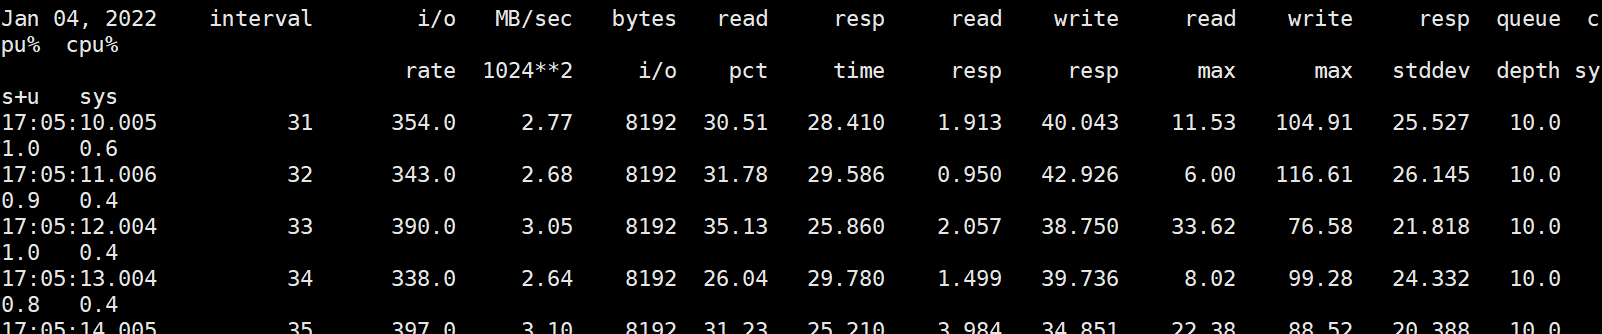 Jan 04, 2022    interval        i/o   MB/sec   bytes   read     resp     read    write     read    write     resp  queue  c
pu%  cpu%
                               rate  1024**2     i/o    pct     time     resp     resp      max      max   stddev  depth sy
s+u   sys
17:05:10.005          31      354.0     2.77    8192  30.51   28.410    1.913   40.043    11.53   104.91   25.527   10.0
1.0   0.6
17:05:11.006          32      343.0     2.68    8192  31.78   29.586    0.950   42.926     6.00   116.61   26.145   10.0
0.9   0.4
17:05:12.004          33      390.0     3.05    8192  35.13   25.860    2.057   38.750    33.62    76.58   21.818   10.0
1.0   0.4
17:05:13.004          34      338.0     2.64    8192  26.04   29.780    1.499   39.736     8.02    99.28   24.332   10.0
0.8   0.4
17:05:14.005          35      397.0     3.10    8192  31.23   25.210    3.984   34.851    22.38    88.52   20.388   10.0